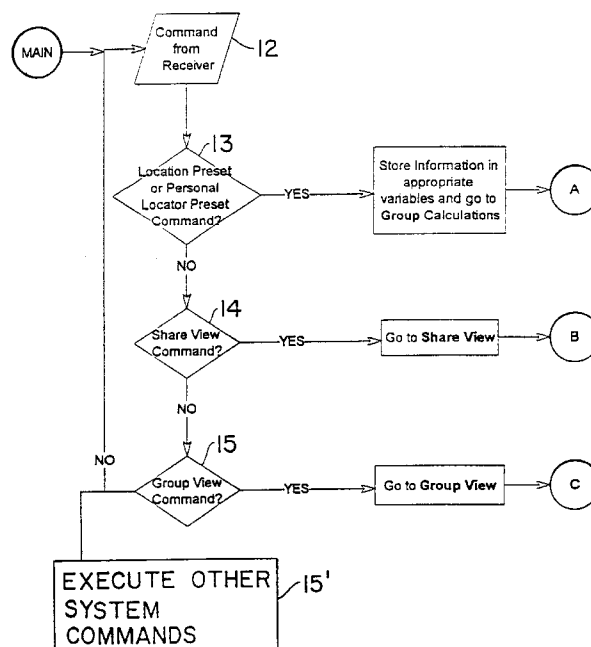 MAIN
Command
from
Receiver
12
13
Location Preset
or Personal
Locator Preset
Command?
YES
Store Information in
appropriate
variables and go to
Group Calculations
A
NO
14
Share View
Command?
YES
Go to Share View
B
NO
15
NO
Group View
Command?
YES
Go to Group View
C
EXECUTE OTHER
SYSTEM
COMMANDS
15'